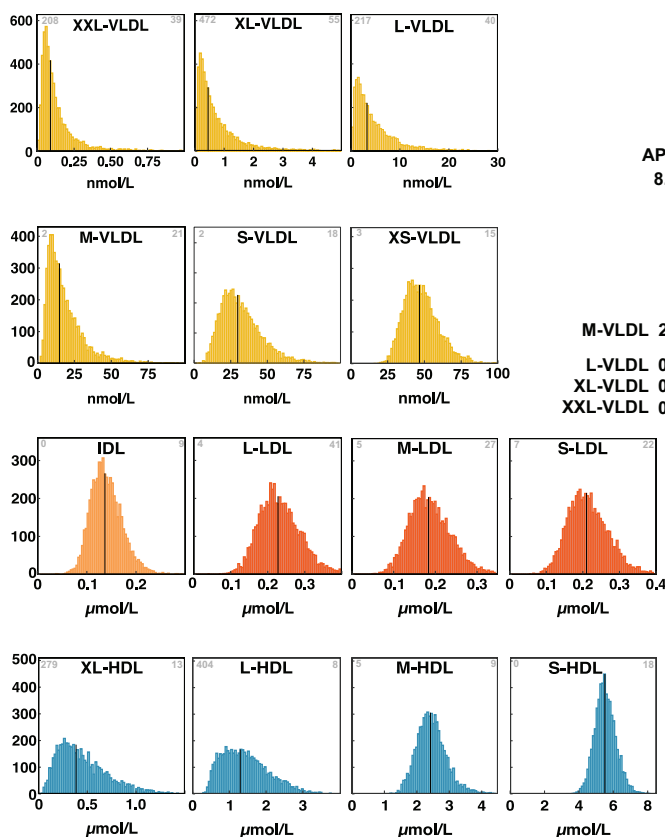 208 XXL-VLDL 39 472 XL-VLDL 55 217 L-VLDL 40
600
400
200
0
0 0.25 0.50 0.75 0 1 2 3 4 0 10 20 30
nmol/L nmol/L nmol/L
AP
8.
2 M-VLDL 21 2 S-VLDL 18 3 XS-VLDL 15
400
300
200
100
0
0 25 50 75 0 25 50 75 0 25 50 75 100
nmol/L nmol/L nmol/L
M-VLDL 2
L-VLDL 0
XL-VLDL 0
XXL-VLDL 0
0 IDL 9 4 L-LDL 41 5 M-LDL 27 7 S-LDL 22
300
200
100
0
0.1 0.2 0 0.1 0.2 0.3 0 0.1 0.2 0.3 0 0.1 0.2 0.3 0.4
µmol/L µmol/L µmol/L µmol/L
279 XL-HDL 13 404 L-HDL 8 5 M-HDL 9 0 S-HDL 18
500
400
300
200
100
0
0 0.5 1.0 0 1 2 3 0 1 2 3 4 0 2 4 6 8
µmol/L µmol/L µmol/L µmol/L